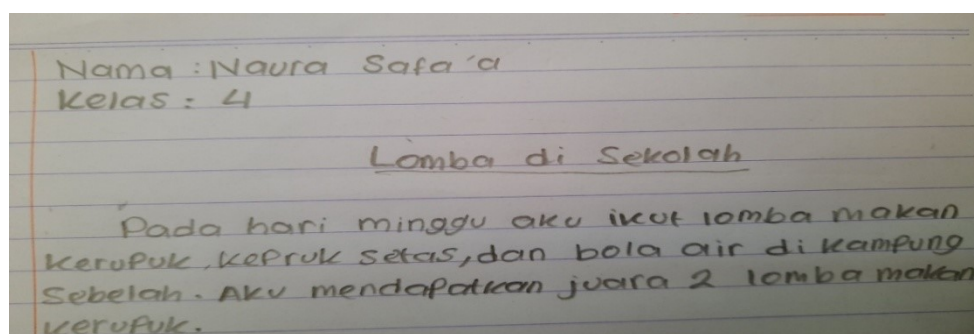 Nama : Naura Safa'a
Kelas : 4
Lomba di Sekolah
Pada hari minggu aku ikut lomba makan
kerupuk, kepruk setas, dan bola air di kampung
Sebelah. Aku mendapatkan juara 2 lomba makan
kerupuk.